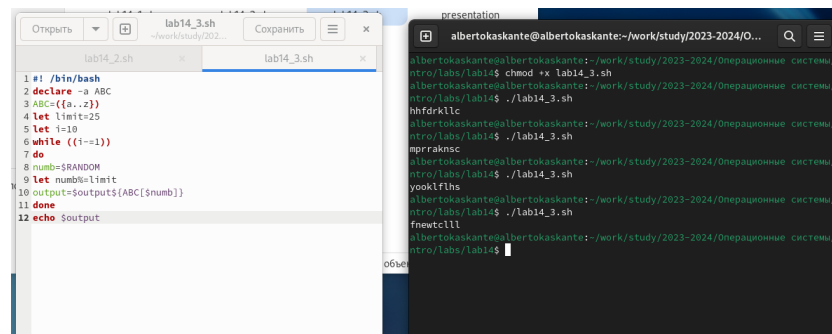 presentation
Открыть
lab14_3.sh
~/work/study/202...
Сохранить
lab14_2.sh
lab14_3.sh
1 #! /bin/bash
2 declare -a ABC
3 ABC=({a..z})
4 let limit=25
5 let i=10
6 while ((i-=1))
7 do
8 numb=$RANDOM
9 let numb%=limit
10 output=$output${ABC[$numb]}
11 done
12 echo $output
albertokaskante@albertokaskante:~/work/study/2023-2024/О...
albertokaskante@albertokaskante:~/work/study/2023-2024/Операционные системы
ntro/labs/lab14$ chmod +x lab14_3.sh
albertokaskante@albertokaskante:~/work/study/2023-2024/Операционные системы
ntro/labs/lab14$ ./lab14_3.sh
hhfdrkllc
albertokaskante@albertokaskante:~/work/study/2023-2024/Операционные системы
ntro/labs/lab14$ ./lab14_3.sh
mprraknsc
albertokaskante@albertokaskante:~/work/study/2023-2024/Операционные системы
ntro/labs/lab14$ ./lab14_3.sh
yooklflhs
albertokaskante@albertokaskante:~/work/study/2023-2024/Операционные системы
ntro/labs/lab14$ ./lab14_3.sh
fnewtclll
albertokaskante@albertokaskante:~/work/study/2023-2024/Операционные системы
ntro/labs/lab14$